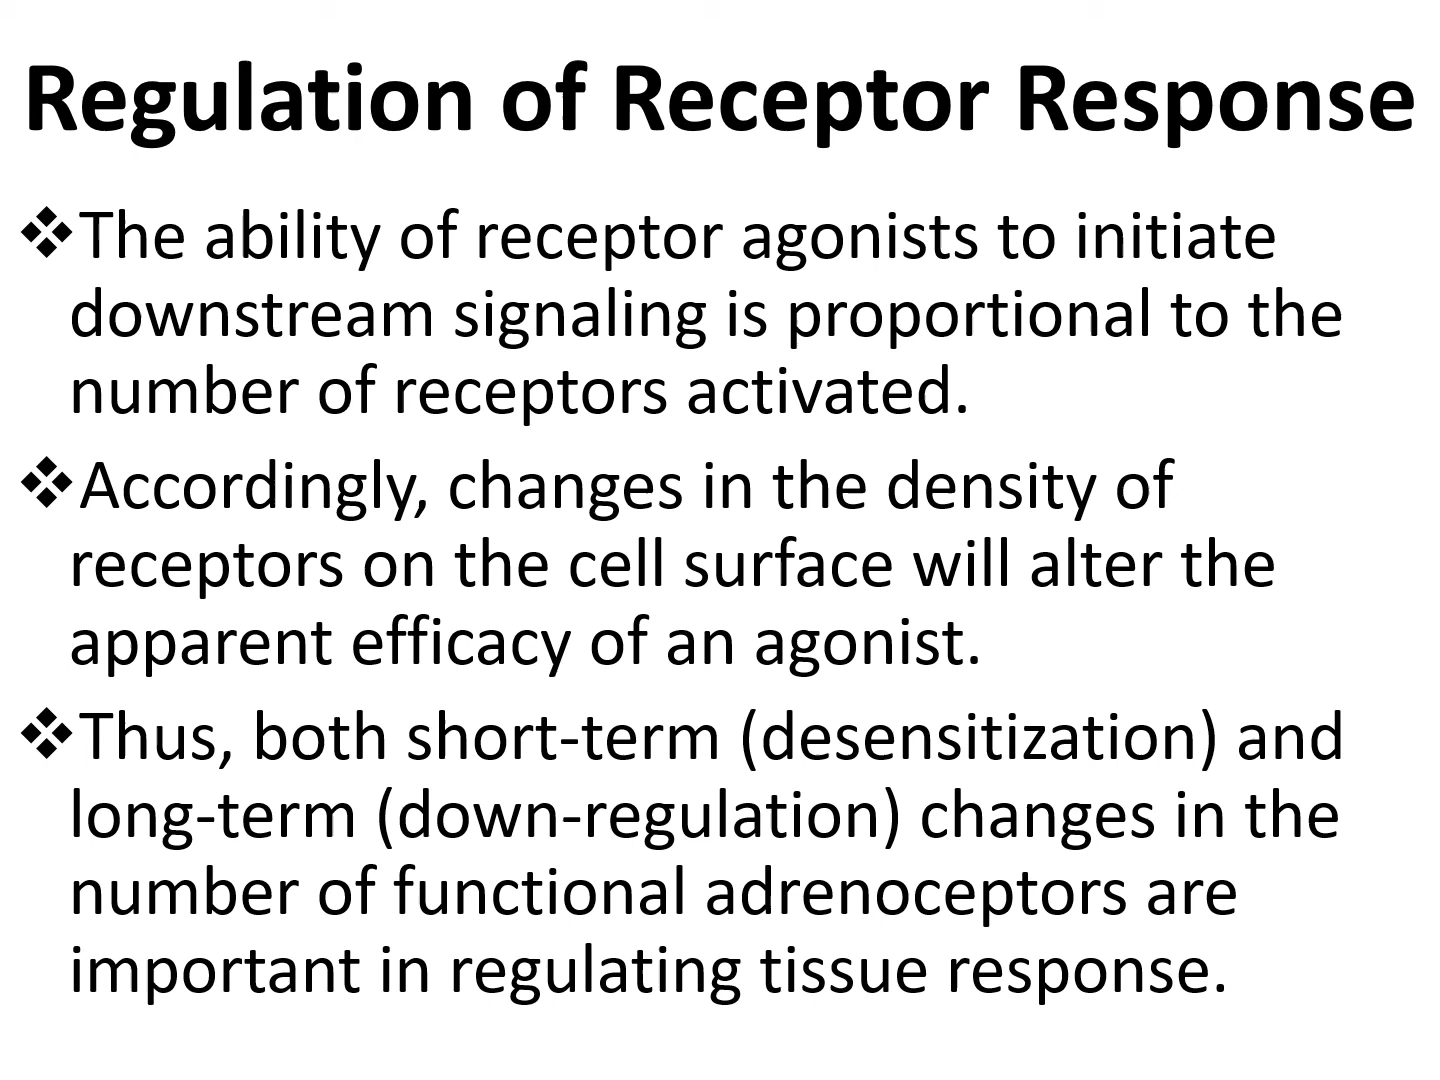 Regulation of Receptor Response
❖The ability of receptor agonists to initiate
downstream signaling is proportional to the
number of receptors activated.
❖Accordingly, changes in the density of
receptors on the cell surface will alter the
apparent efficacy of an agonist.
❖Thus, both short-term (desensitization) and
long-term (down-regulation) changes in the
number of functional adrenoceptors are
important in regulating tissue response.